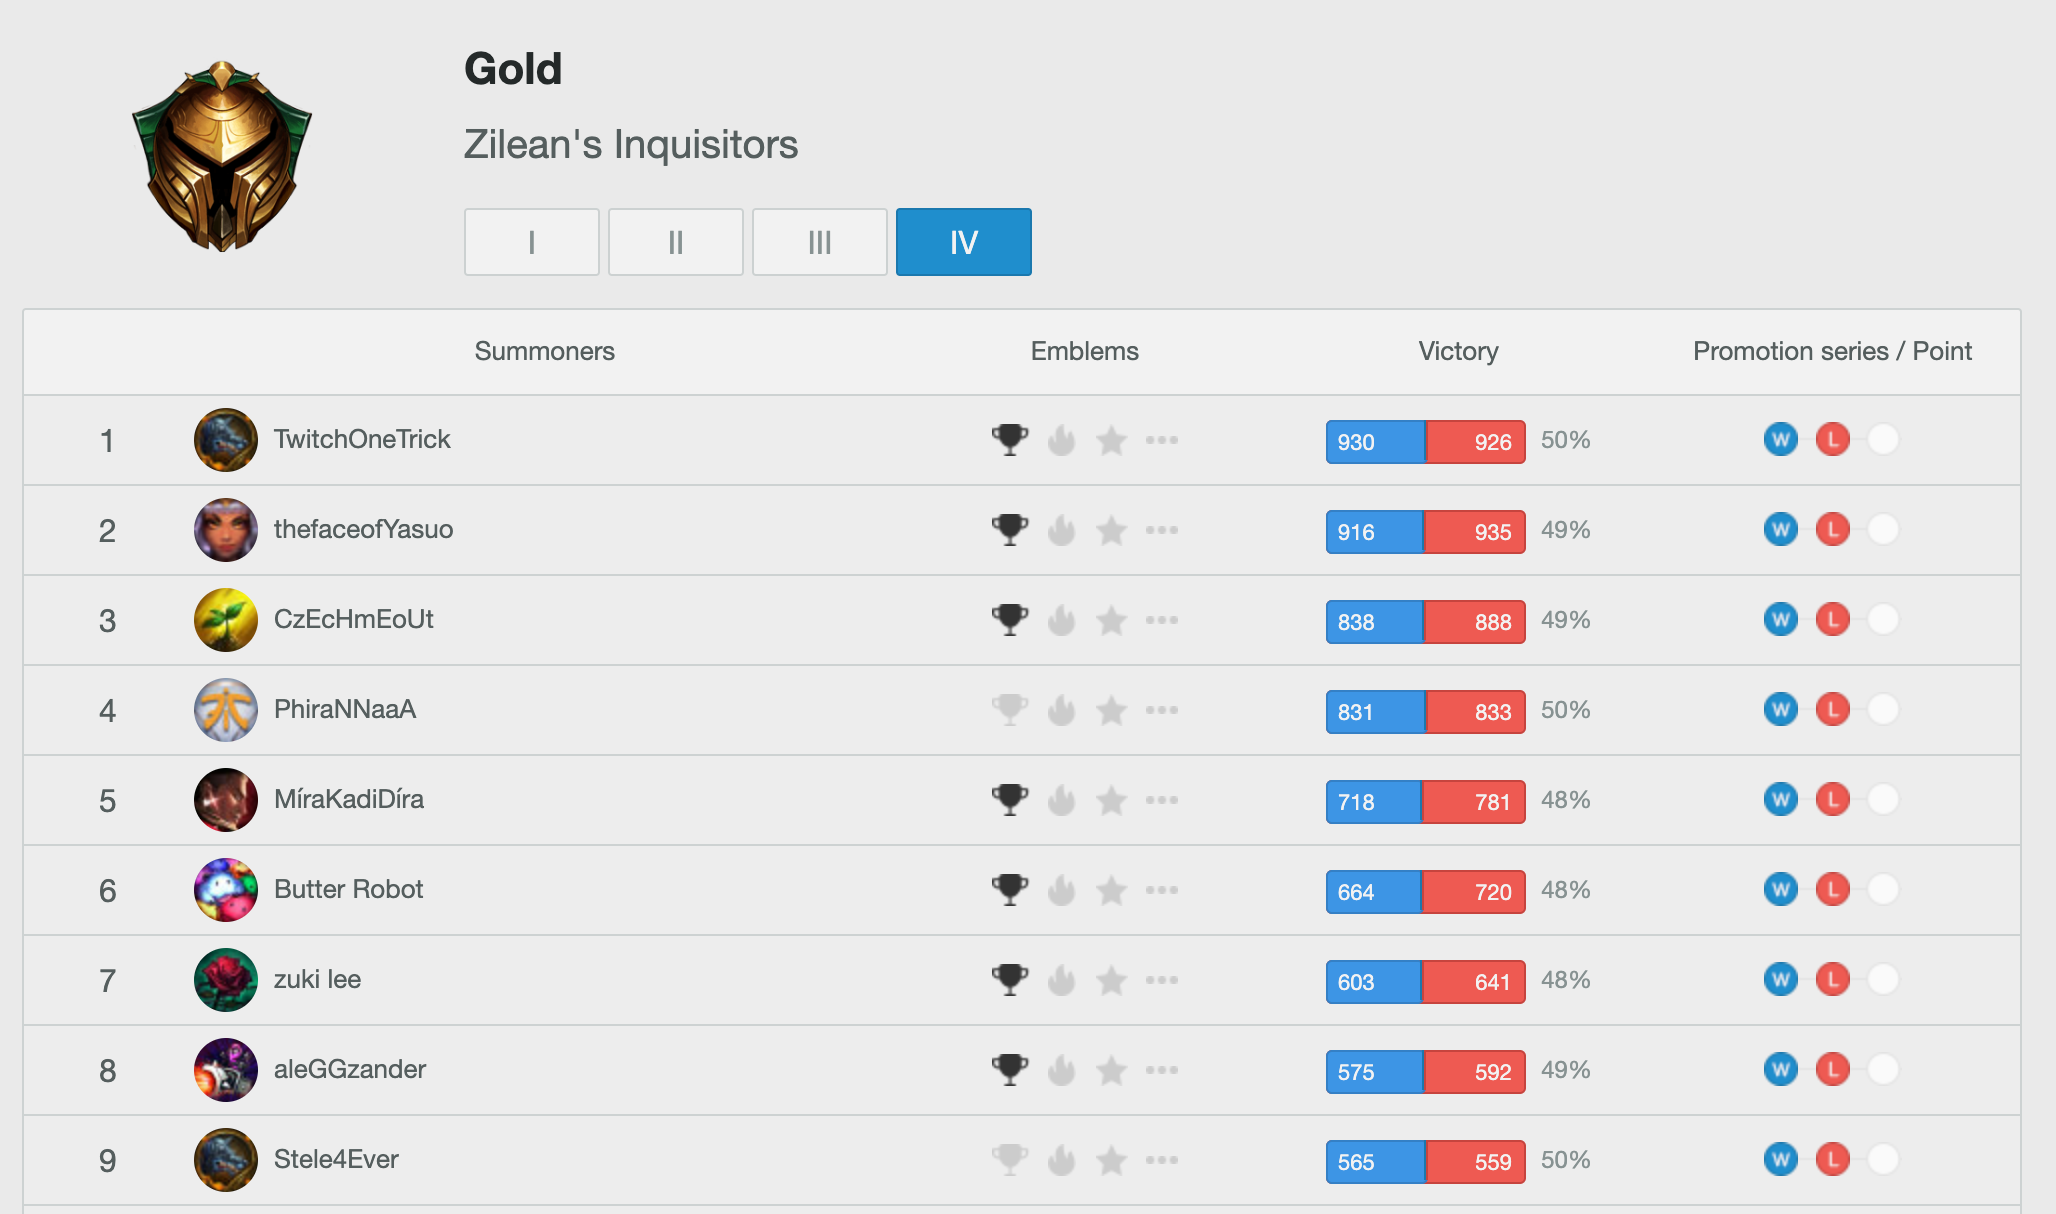 Gold
Zilean's Inquisitors
I II III IV
Summoners Emblems Victory Promotion series / Point
1 TwitchOneTrick 930 926 50% W L
2 thefaceofYasuo 916 935 49% W L
3 CzEcHmEoUt 838 888 49% W L
4 PhiraNNaaA 831 833 50% W L
5 MíraKadiDíra 718 781 48% W L
6 Butter Robot 664 720 48% W L
7 zuki lee 603 641 48% W L
8 aleGGzander 575 592 49% W L
9 Stele4Ever 565 559 50% W L